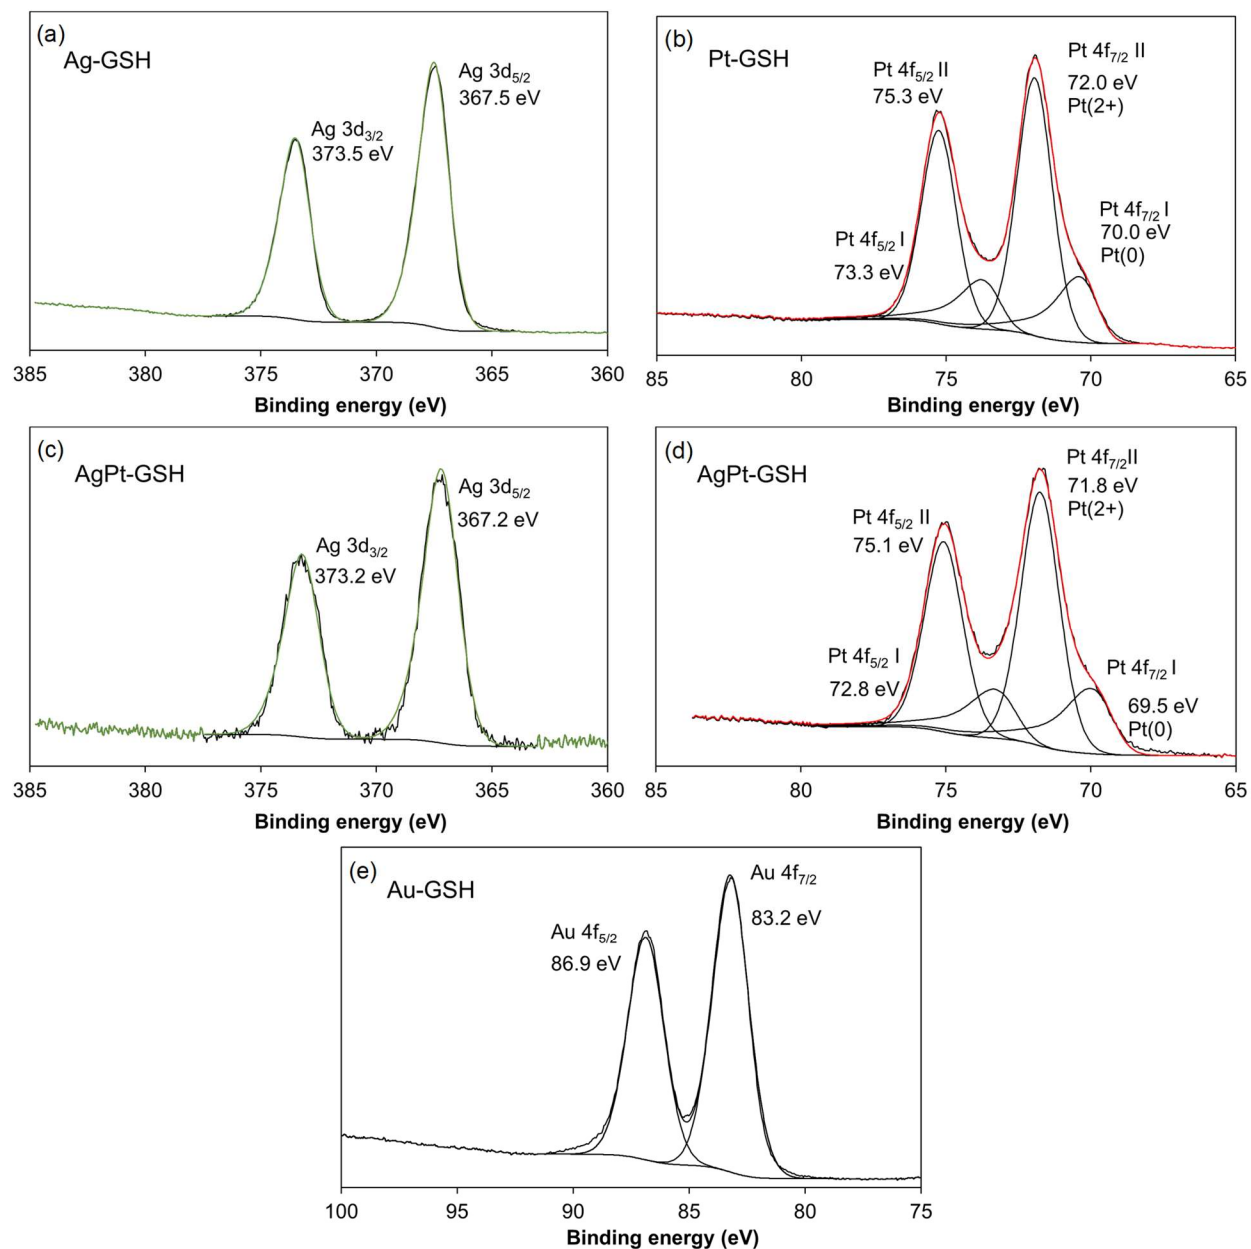 (a)
Ag-GSH
Ag 3d5/2
367.5 eV
Ag 3d3/2
373.5 eV
385 380 375 370 365 360
Binding energy (eV)
(b)
Pt-GSH
Pt 4f7/2 II
72.0 eV
Pt(2+)
Pt 4f5/2 II
75.3 eV
Pt 4f7/2 I
70.0 eV
Pt(0)
Pt 4f5/2 I
73.3 eV
85 80 75 70 65
Binding energy (eV)
(c)
AgPt-GSH
Ag 3d5/2
367.2 eV
Ag 3d3/2
373.2 eV
385 380 375 370 365 360
Binding energy (eV)
(d)
AgPt-GSH
Pt 4f7/2II
71.8 eV
Pt(2+)
Pt 4f5/2 II
75.1 eV
Pt 4f5/2 I
72.8 eV
Pt 4f7/2 I
69.5 eV
Pt(0)
85 80 75 70 65
Binding energy (eV)
(e)
Au-GSH
Au 4f7/2
83.2 eV
Au 4f5/2
86.9 eV
100 95 90 85 80 75
Binding energy (eV)